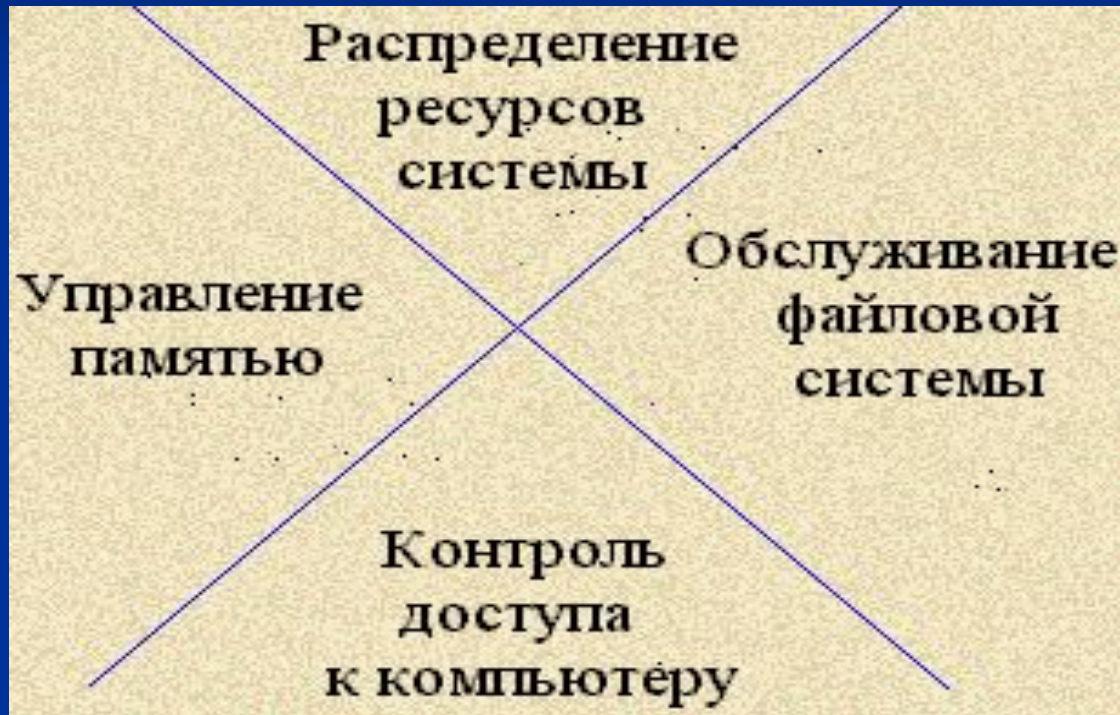 Распределение
ресурсов
системы
Управление
памятью
Обслуживание
файловой
системы
Контроль
доступа
к компьютеру